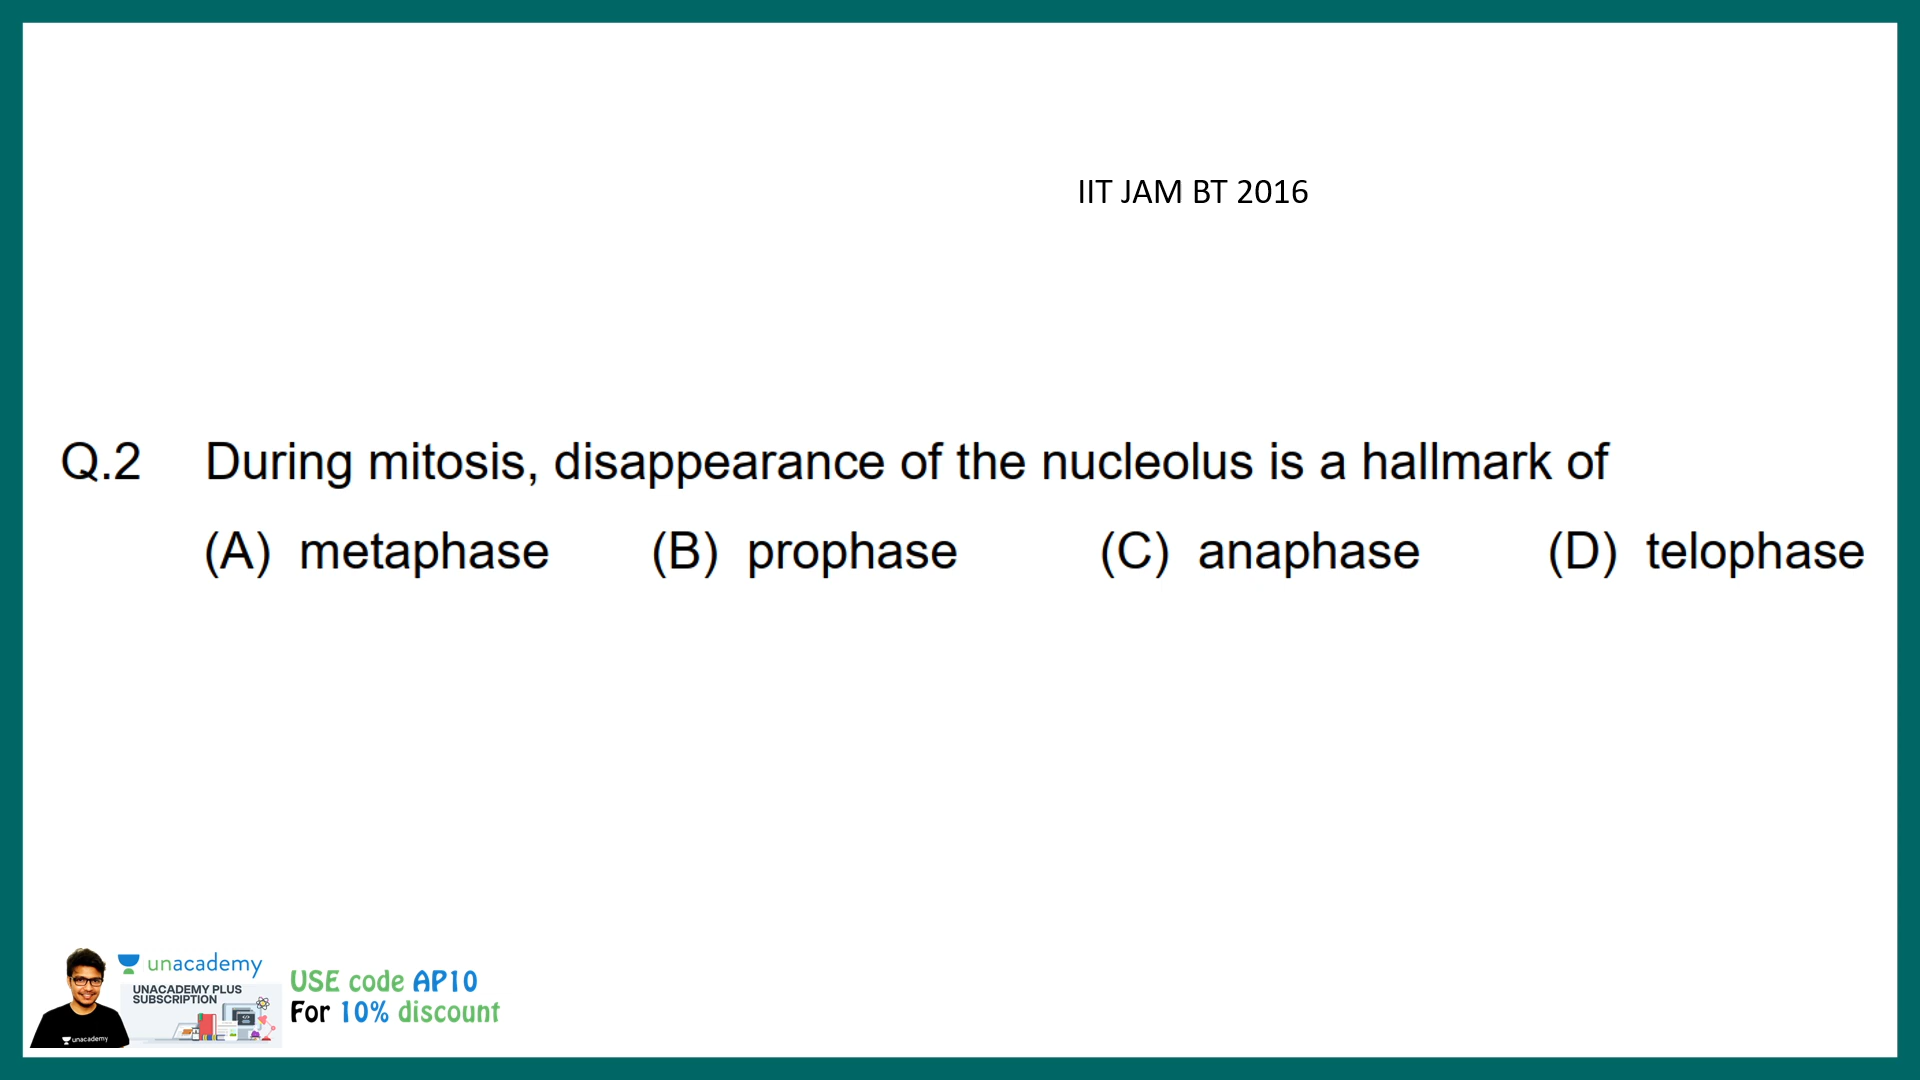 IIT JAM BT 2016
Q.2 During mitosis, disappearance of the nucleolus is a hallmark of
(A) metaphase (B) prophase (C) anaphase (D) telophase
unacademy
UNACADEMY PLUS
SUBSCRIPTION
unacademy
USE code AP10
For 10% discount